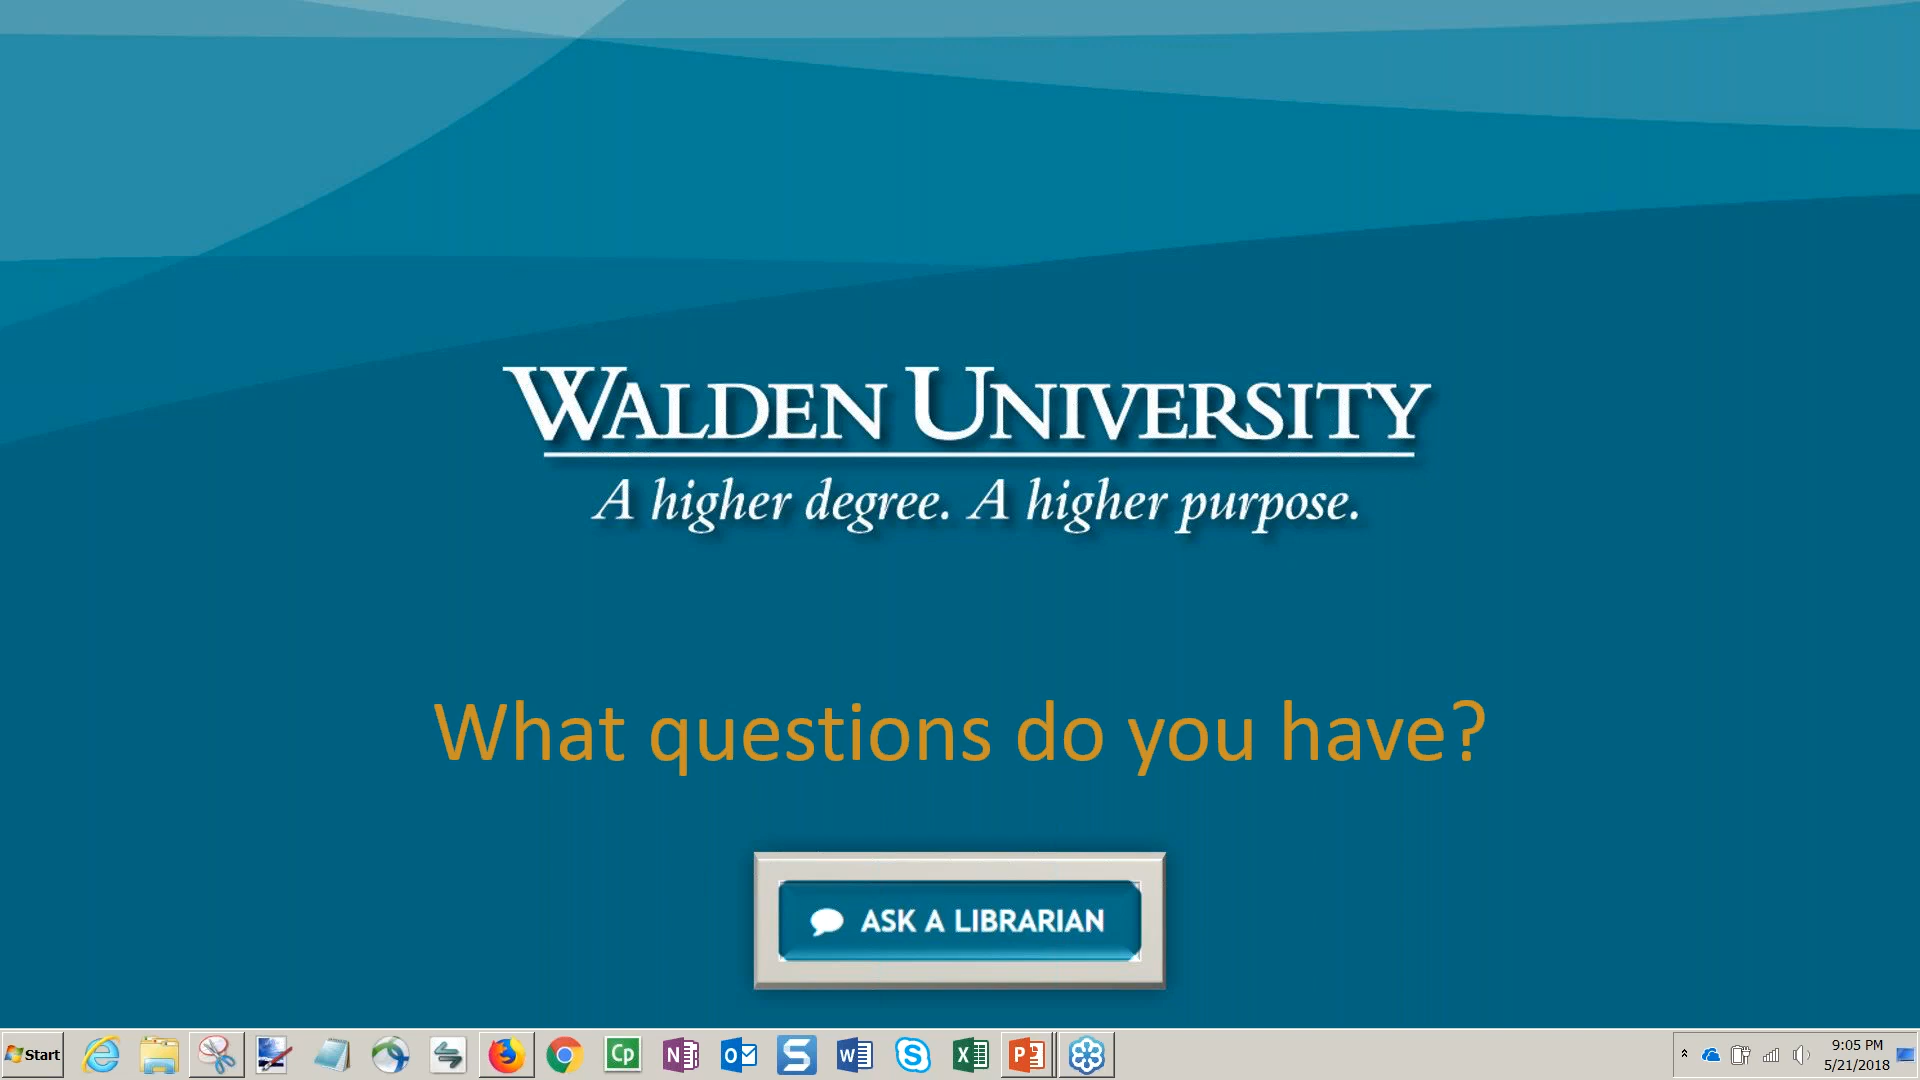 WALDEN UNIVERSITY
A higher degree. A higher purpose.
What questions do you have?
ASK A LIBRARIAN
Start
Cp
N
O
S
W
S
X
P
9:05 PM
5/21/2018